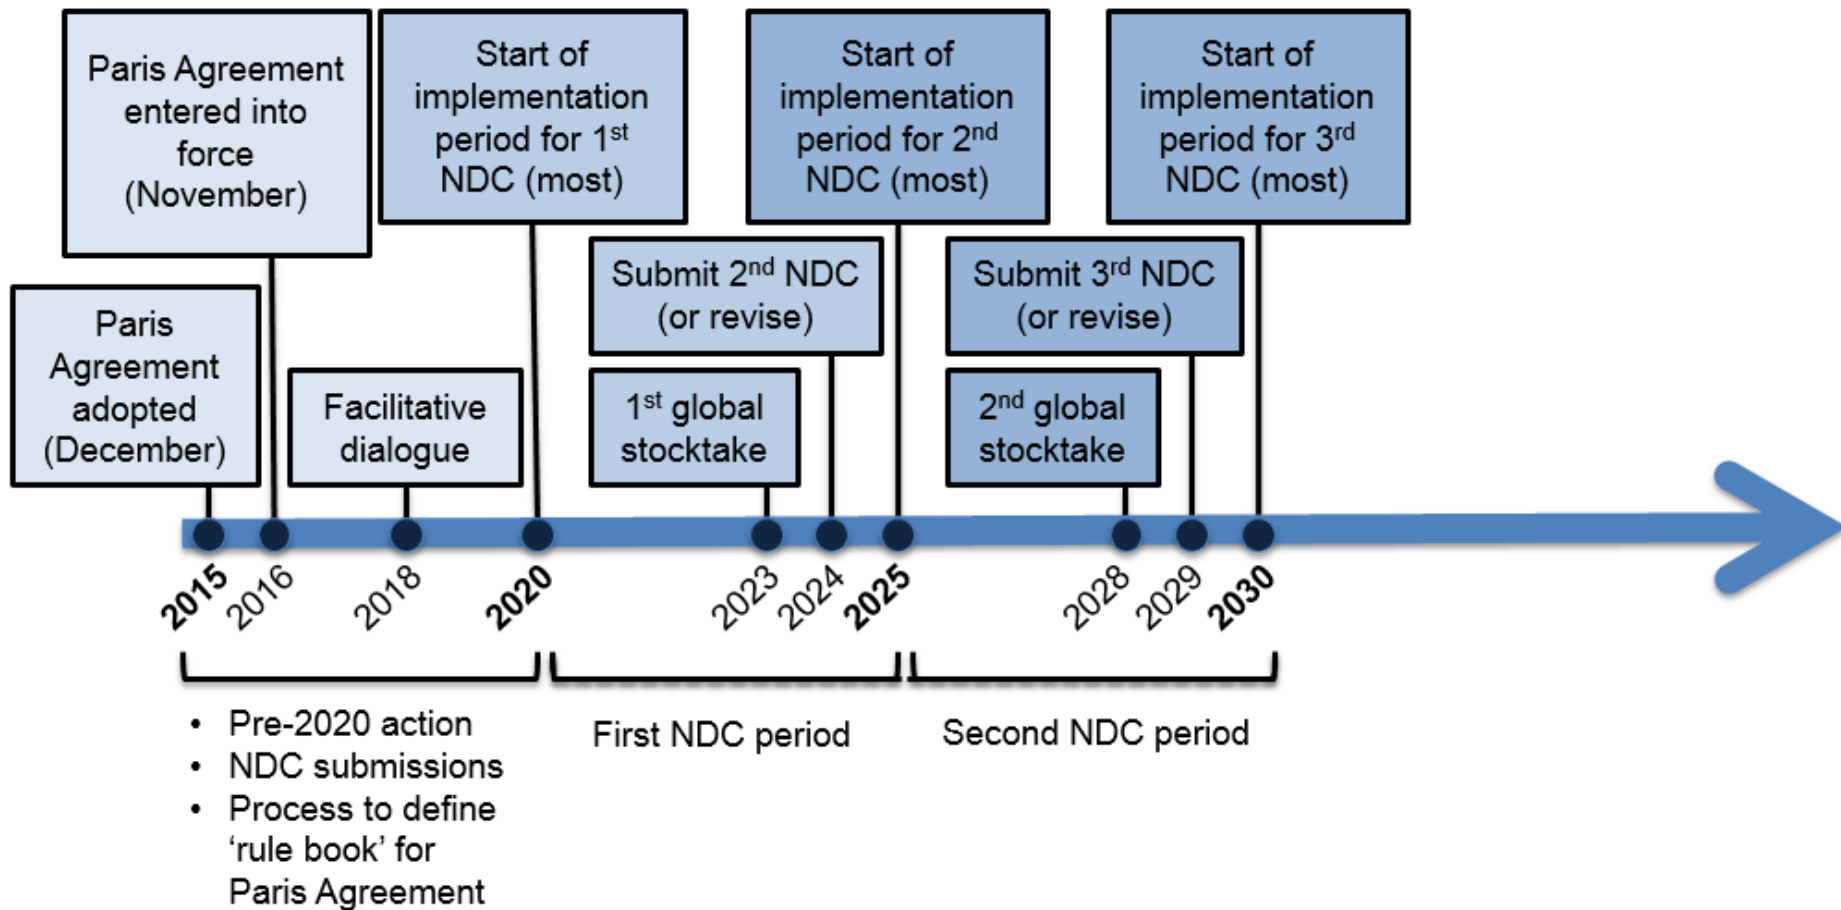 Paris Agreement
entered into
force
(November)
Start of
implementation
period for 1st
NDC (most)
Start of
implementation
period for 2nd
NDC (most)
Start of
implementation
period for 3rd
NDC (most)
Paris
Agreement
adopted
(December)
Facilitative
dialogue
Submit 2nd NDC
(or revise)
1st global
stocktake
Submit 3rd NDC
(or revise)
2nd global
stocktake
2015
2016
2018
2020
2023
2024
2025
2028
2029
2030
• Pre-2020 action
• NDC submissions
• Process to define
‘rule book’ for
Paris Agreement
First NDC period
Second NDC period